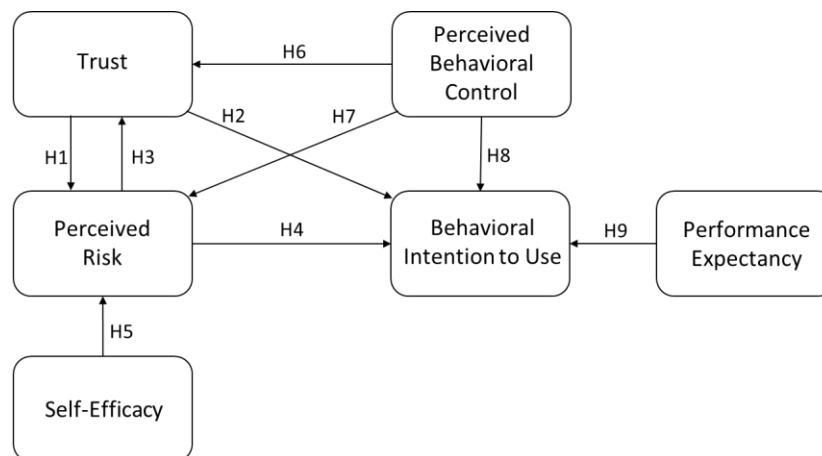 Trust
Perceived
Behavioral
Control
H6
H2
H7
H1
H3
H8
Perceived
Risk
H4
Behavioral
Intention to Use
H9
Performance
Expectancy
H5
Self-Efficacy